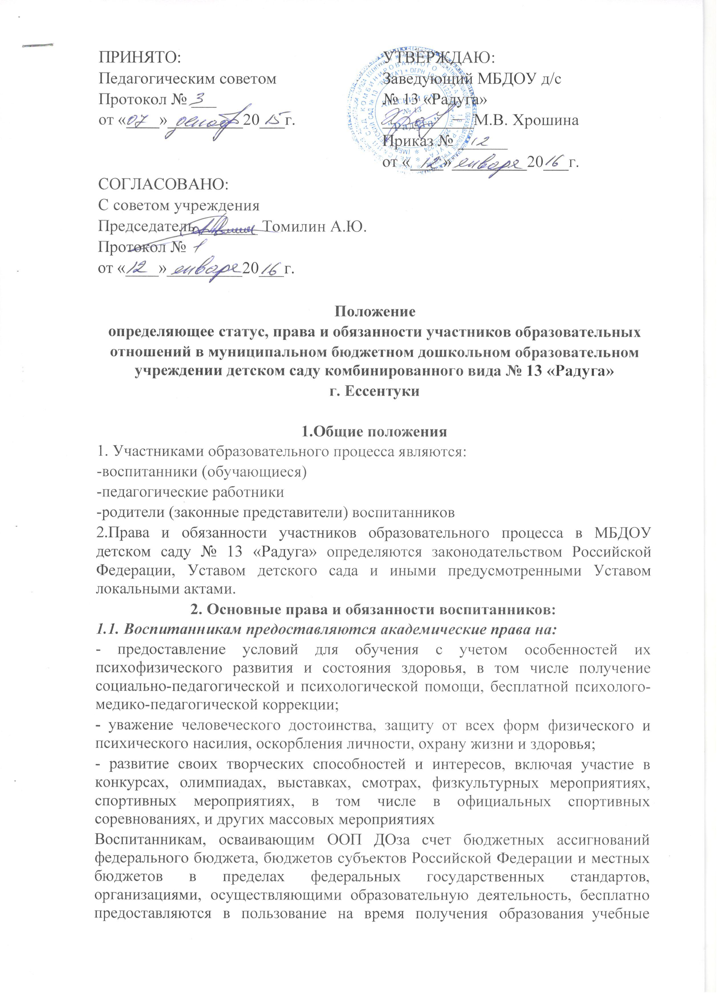 ПРИНЯТО:
Педагогическим советом
Протокол № 3
от «07» декабр 2015г.
УТВЕРЖДАЮ:
Заведующий МБДОУ д/с
№ 13 «Радуга»
М.В. Хрошина
Приказ № 12
от «12» января 2016г.
СОГЛАСОВАНО:
С советом учреждения
Председатель Томилин А.Ю.
Протокол № 1
от «12» января 2016г.
Положение
определяющее статус, права и обязанности участников образовательных
отношений в муниципальном бюджетном дошкольном образовательном
учреждении детском саду комбинированного вида № 13 «Радуга»
г. Ессентуки
1.Общие положения
1. Участниками образовательного процесса являются:
-воспитанники (обучающиеся)
-педагогические работники
-родители (законные представители) воспитанников
2.Права и обязанности участников образовательного процесса в МБДОУ
детском саду № 13 «Радуга» определяются законодательством Российской
Федерации, Уставом детского сада и иными предусмотренными Уставом
локальными актами.
2. Основные права и обязанности воспитанников:
1.1. Воспитанникам предоставляются академические права на:
- предоставление условий для обучения с учетом особенностей их
психофизического развития и состояния здоровья, в том числе получение
социально-педагогической и психологической помощи, бесплатной психолого-
медико-педагогической коррекции;
- уважение человеческого достоинства, защиту от всех форм физического и
психического насилия, оскорбления личности, охрану жизни и здоровья;
- развитие своих творческих способностей и интересов, включая участие в
конкурсах, олимпиадах, выставках, смотрах, физкультурных мероприятиях,
спортивных мероприятиях, в том числе в официальных спортивных
соревнованиях, и других массовых мероприятиях
Воспитанникам, осваивающим ООП ДОза счет бюджетных ассигнований
федерального бюджета, бюджетов субъектов Российской Федерации и местных
бюджетов в пределах федеральных государственных стандартов,
организациями, осуществляющими образовательную деятельность, бесплатно
предоставляются в пользование на время получения образования учебные